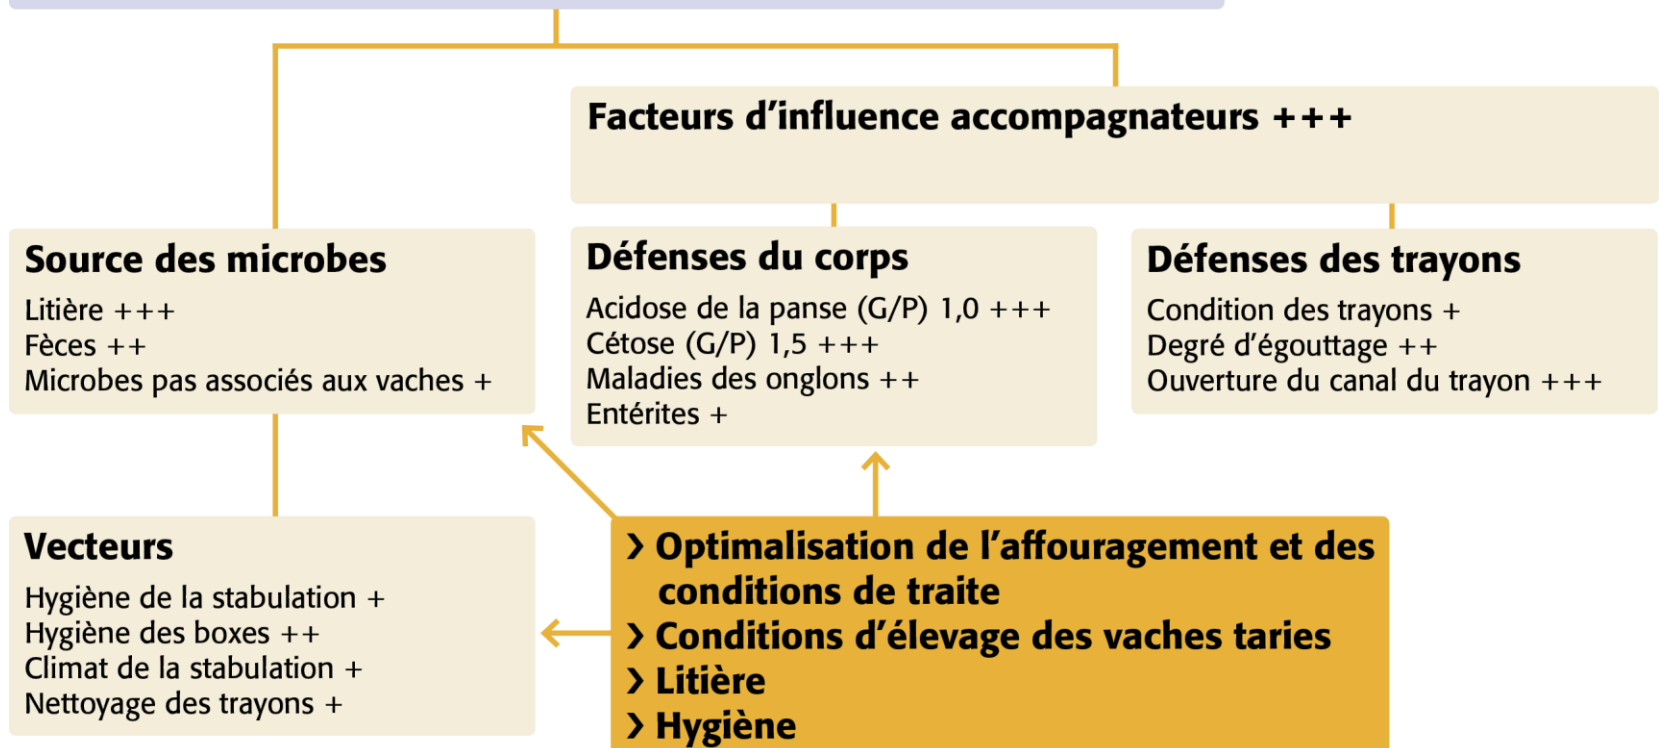 Facteurs d’influence accompagnateurs +++
Source des microbes
Litière +++
Fèces ++
Microbes pas associés aux vaches +
Défenses du corps
Acidose de la panse (G/P) 1,0 +++
Cétose (G/P) 1,5 +++
Maladies des onglons ++
Entérites +
Défenses des trayons
Condition des trayons +
Degré d’égouttage ++
Ouverture du canal du trayon +++
Vecteurs
Hygiène de la stabulation +
Hygiène des boxes ++
Climat de la stabulation +
Nettoyage des trayons +
❯ Optimalisation de l’affouragement et des
conditions de traite
❯ Conditions d’élevage des vaches taries
❯ Litière
❯ Hygiène